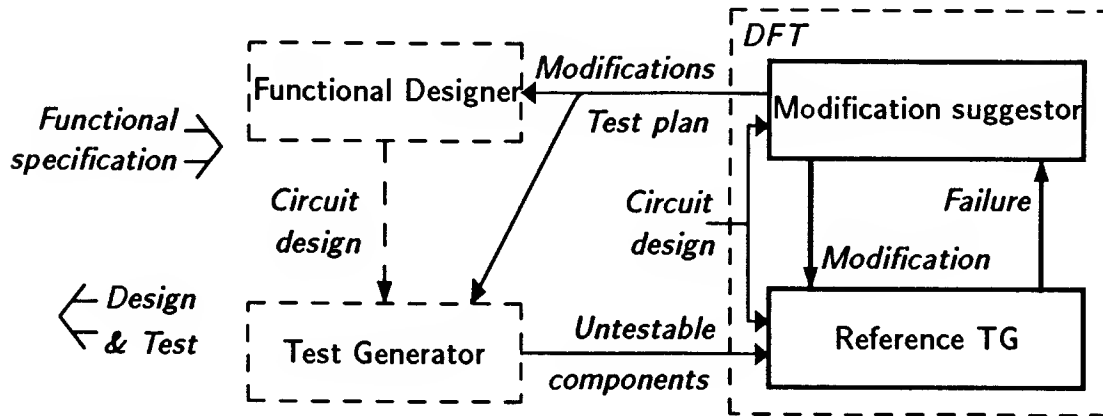 DFT
Functional Designer
Modifications
Test plan
Modification suggestor
Functional
specification
Circuit
design
Circuit
design
Failure
Modification
Design
& Test
Test Generator
Untestable
components
Reference TG